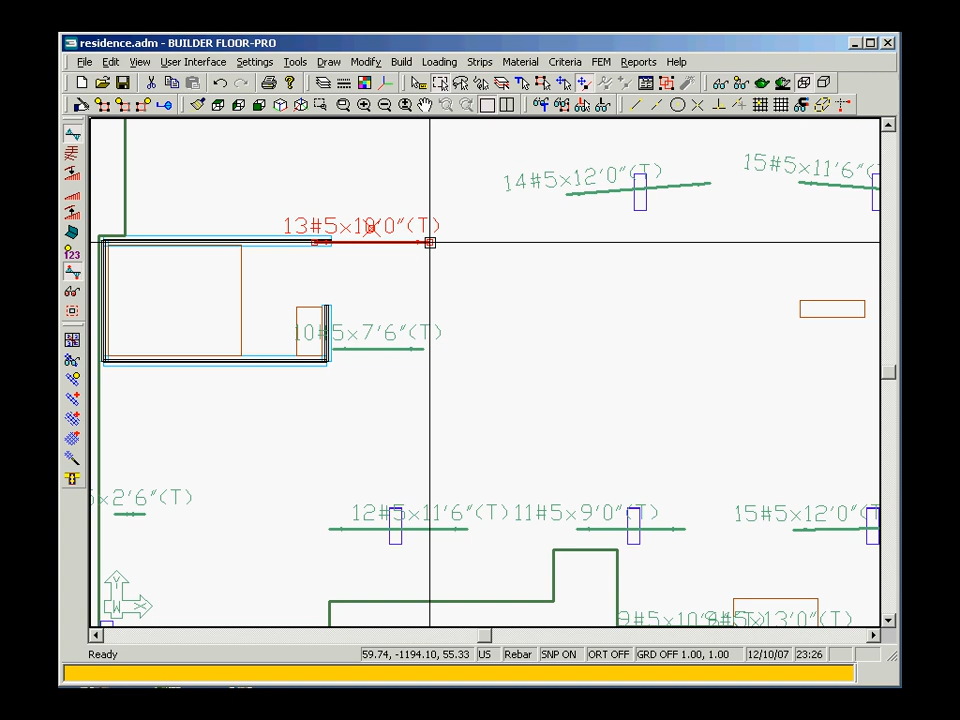 residence.adm - BUILDER FLOOR-PRO
File Edit View User Interface Settings Tools Draw Modify Build Loading Strips Material Criteria FEM Reports Help
123
14#5x12'0"(T)
15#5x11'6"(T
13#5x10'0"(T)
10#5x7'6"(T)
x2'6"(T)
12#5x11'6"(T)
11#5x9'0"(T)
15#5x12'0"(T
Y
W X
Ready
59.74, -1194.10, 55.33 US Rebar SNP ON ORT OFF GRD OFF 1.00, 1.00 12/10/07 23:26